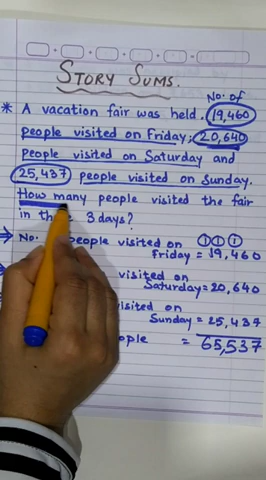 STORY SUMS.
No. of
* A vacation fair was held. 19,460
people visited on Friday; 20,640
people visited on Saturday and
25,437 people visited on Sunday.
How many people visited the fair
in 3 days?
→ No. people visited on
Friday = 19,460
visited on
Saturday = 20,640
visited on
Sunday = 25,437
= 65,537